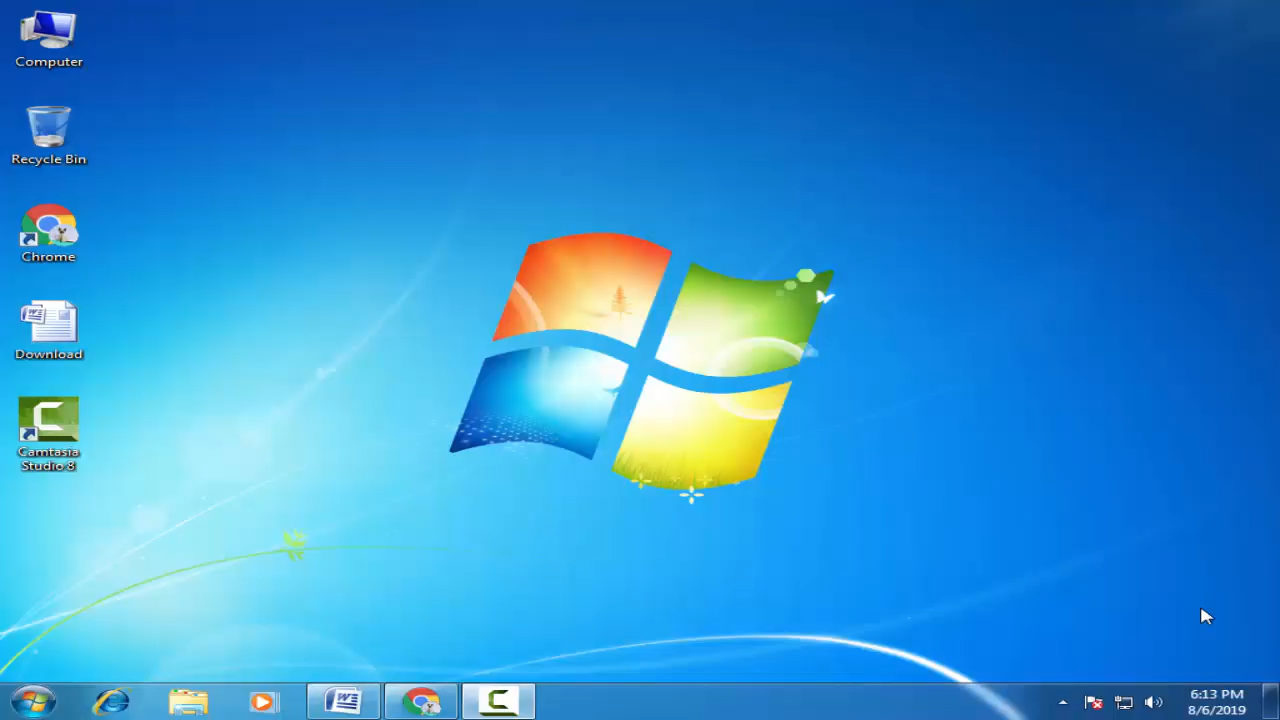 Computer
Recycle Bin
Chrome
Download
Camtasia
Studio 8
6:13 PM
8/6/2019